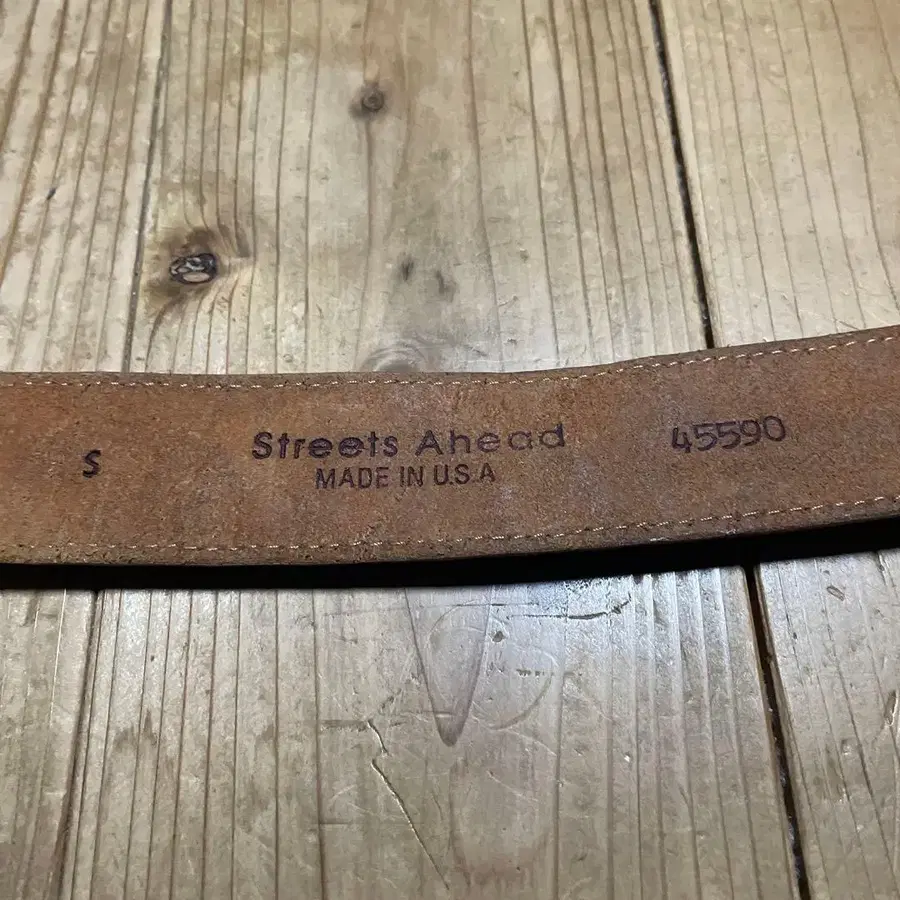 S
Streets Ahead
MADE IN U.S.A
45590